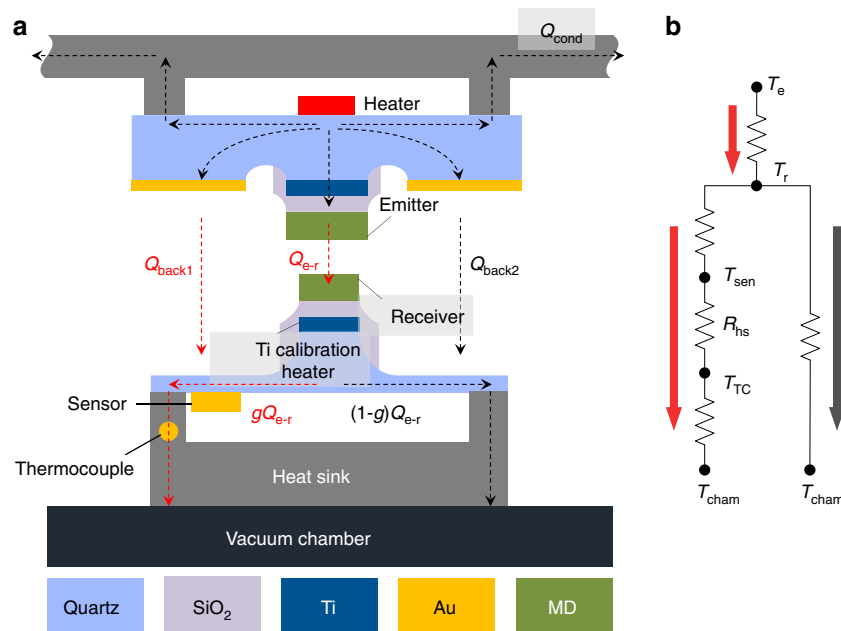 a
b
Q_cond
Heater
Emitter
Q_back1
Q_e-r
Q_back2
Receiver
Ti calibration
heater
Sensor
gQ_e-r
(1-g)Q_e-r
Thermocouple
Heat sink
Vacuum chamber
Quartz
SiO₂
Ti
Au
MD
T_e
T_r
T_sen
R_hs
T_TC
T_cham
T_cham